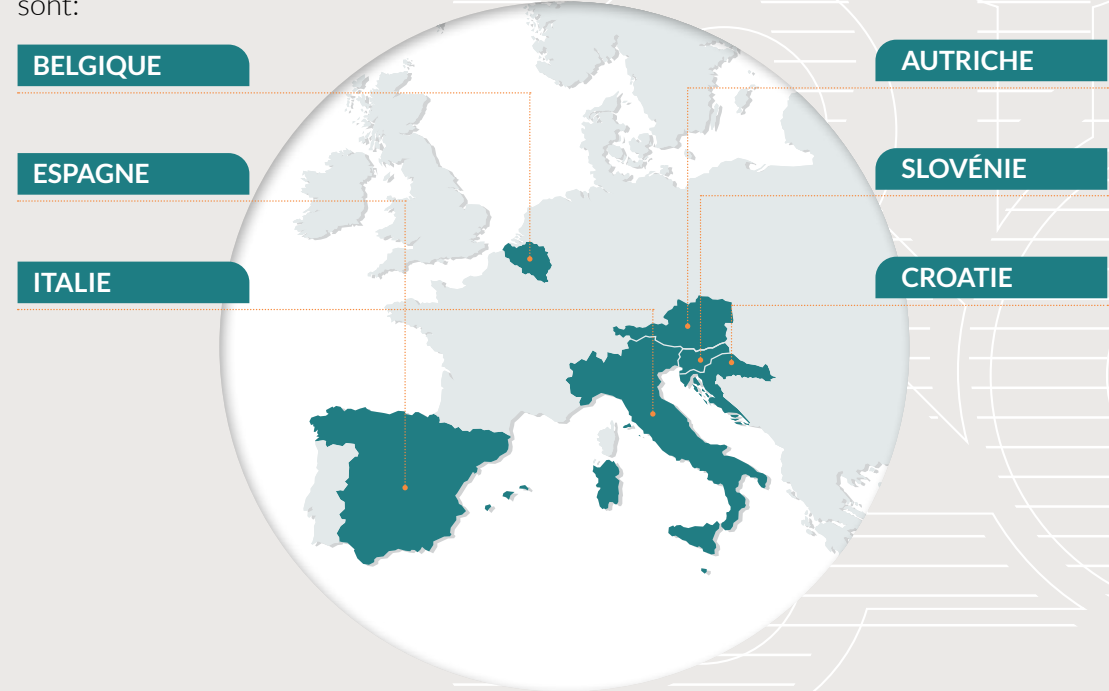 sont:
BELGIQUE
ESPAGNE
ITALIE
AUTRICHE
SLOVÉNIE
CROATIE